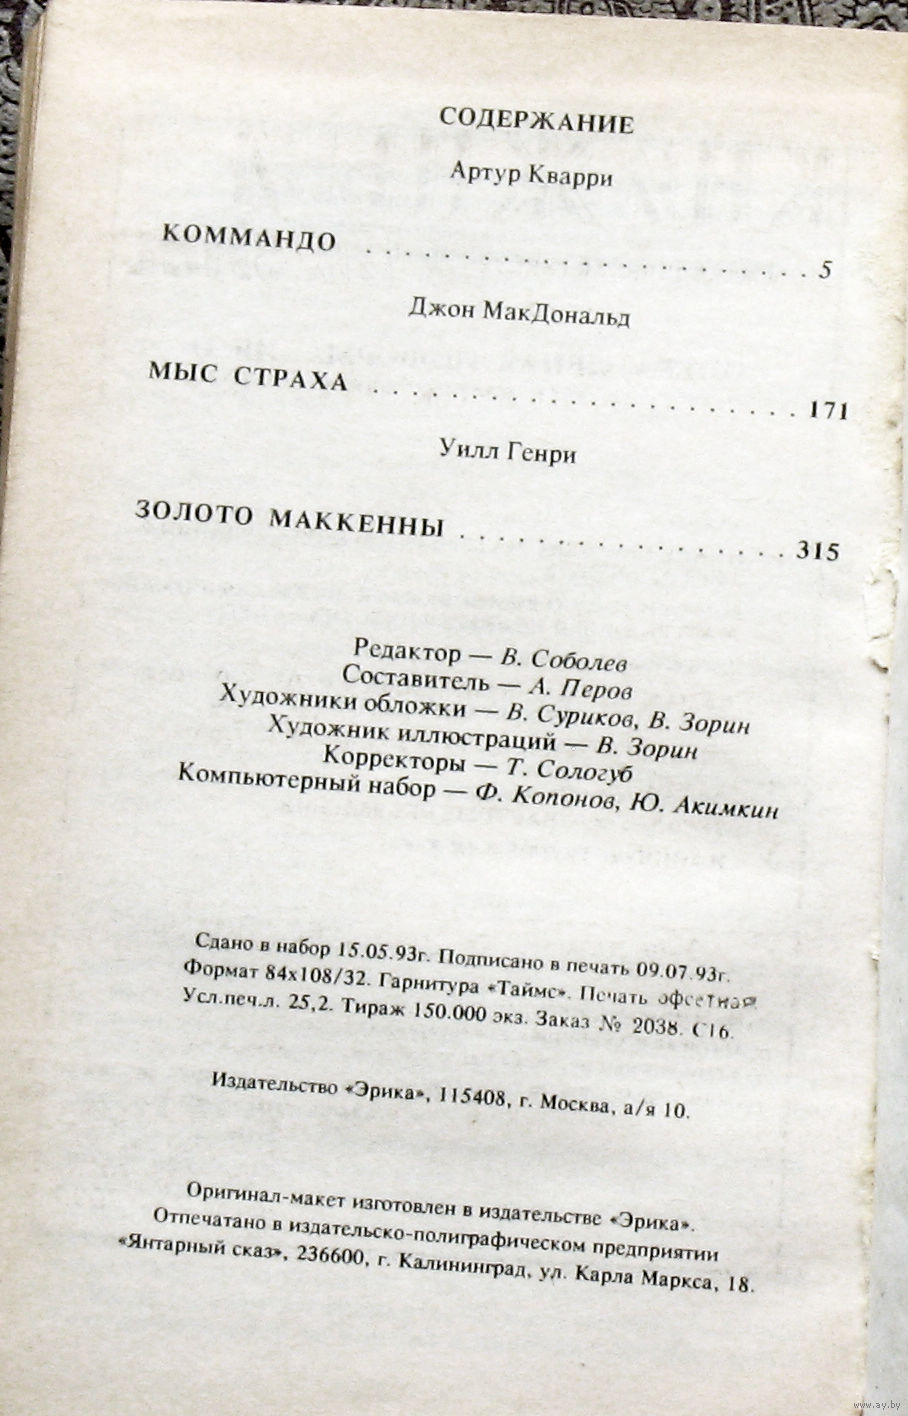 СОДЕРЖАНИЕ
Артур Кварри
КОММАНДО . . . . . . . . . . . . . . . . . . . . . . . 5
Джон МакДональд
МЫС СТРАХА . . . . . . . . . . . . . . . . . . . . . . 171
Уилл Генри
ЗОЛОТО МАККЕННЫ . . . . . . . . . . . . . . . . . 315
Редактор — В. Соболев
Составитель — А. Перов
Художники обложки — В. Суриков, В. Зорин
Художник иллюстраций — В. Зорин
Корректоры — Т. Сологуб
Компьютерный набор — Ф. Копонов, Ю. Акимкин
Сдано в набор 15.05.93г. Подписано в печать 09.07.93г.
Формат 84х108/32. Гарнитура «Таймс». Печать офсетная.
Усл.печ.л. 25,2. Тираж 150.000 экз. Заказ № 2038. С16.
Издательство «Эрика», 115408, г. Москва, а/я 10.
Оригинал-макет изготовлен в издательстве «Эрика».
Отпечатано в издательско-полиграфическом предприятии
«Янтарный сказ», 236600, г. Калининград, ул. Карла Маркса, 18.
www.ay.by